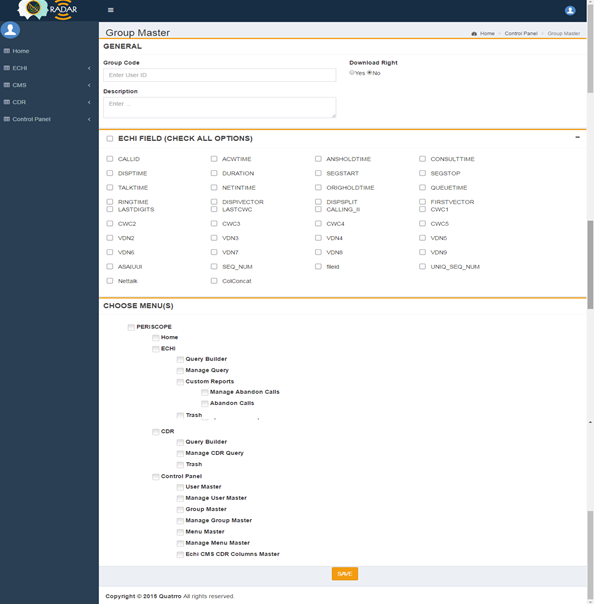 RADAR
Group Master
Home > Control Panel > Group Master
Home
ECHI
CMS
CDR
Control Panel
GENERAL
Group Code
Download Right
Enter User ID
Yes No
Description
Enter ...
ECHI FIELD (CHECK ALL OPTIONS)
CALLID ACWTIME ANSHOLDTIME CONSULTTIME
DISPTIME DURATION SEGSTART SEGSTOP
TALKTIME NETINTIME ORIGHOLDTIME QUEUETIME
RINGTIME DISPIVECTOR DISPSPLIT FIRSTVECTOR
LASTDIGITS LASTCWC CALLING_II CWC1
CWC2 CWC3 CWC4 CWC5
VDN2 VDN3 VDN4 VDN5
VDN6 VDN7 VDN8 VDN9
ASAIUUI SEQ_NUM fileid UNIQ_SEQ_NUM
Nettalk ColConcat
CHOOSE MENU(S)
PERISCOPE
Home
ECHI
Query Builder
Manage Query
Custom Reports
Manage Abandon Calls
Abandon Calls
Trash
CDR
Query Builder
Manage CDR Query
Trash
Control Panel
User Master
Manage User Master
Group Master
Manage Group Master
Menu Master
Manage Menu Master
Echi CMS CDR Columns Master
SAVE
Copyright © 2015 Quatrro All rights reserved.